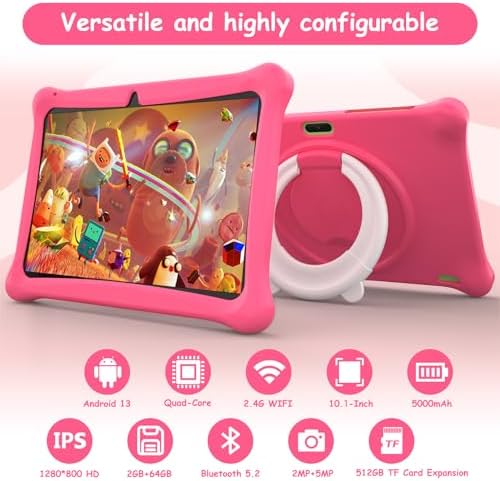 Versatile and highly configurable
Android 13
Quad-Core
2.4G WIFI
10.1-Inch
5000mAh
IPS
TF
1280*800 HD
2GB+64GB
Bluetooth 5.2
2MP+5MP
512GB TF Card Expansion